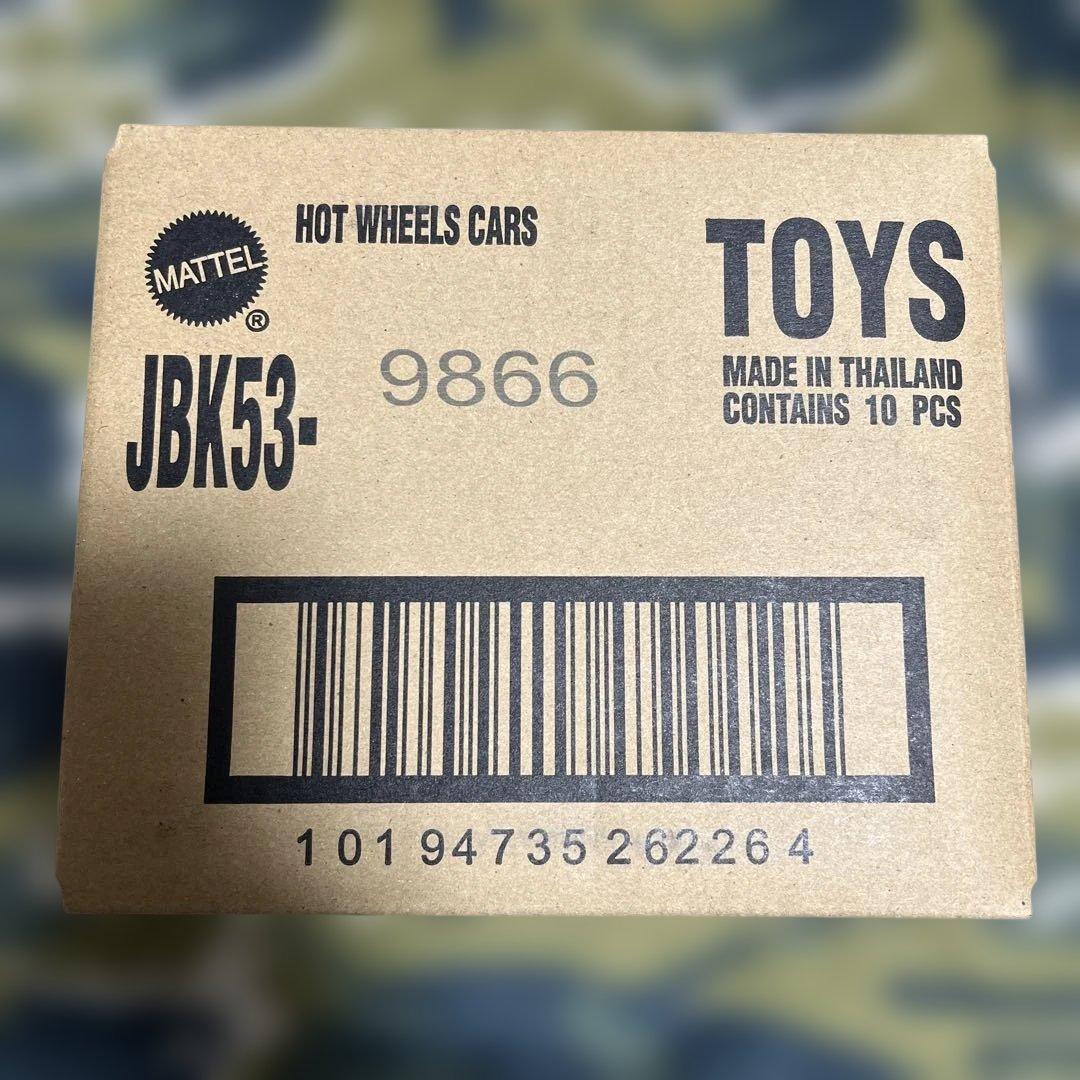 HOT WHEELS CARS
MATTEL
®
TOYS
MADE IN THAILAND
CONTAINS 10 PCS
JBK53-
9866
1 01 94735 26226 4